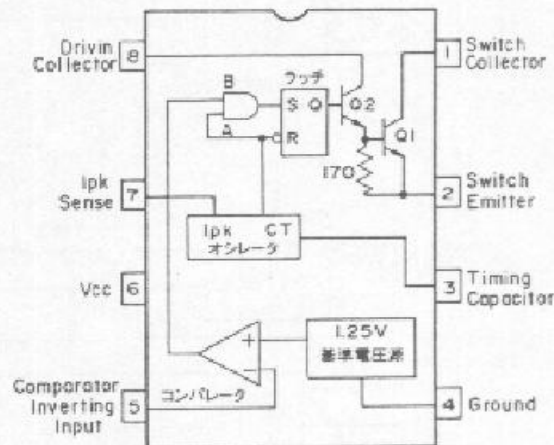 Drivin
Collector
8
1
Switch
Collector
B
A
ラッチ
S Q
R
Q2
Q1
170
Ipk
Sense
7
2
Switch
Emitter
Ipk CT
オシレータ
Vcc
6
3
Timing
Capacitor
1.25V
基準電圧源
+
−
コンパレータ
Comparator
Inverting
Input
5
4
Ground